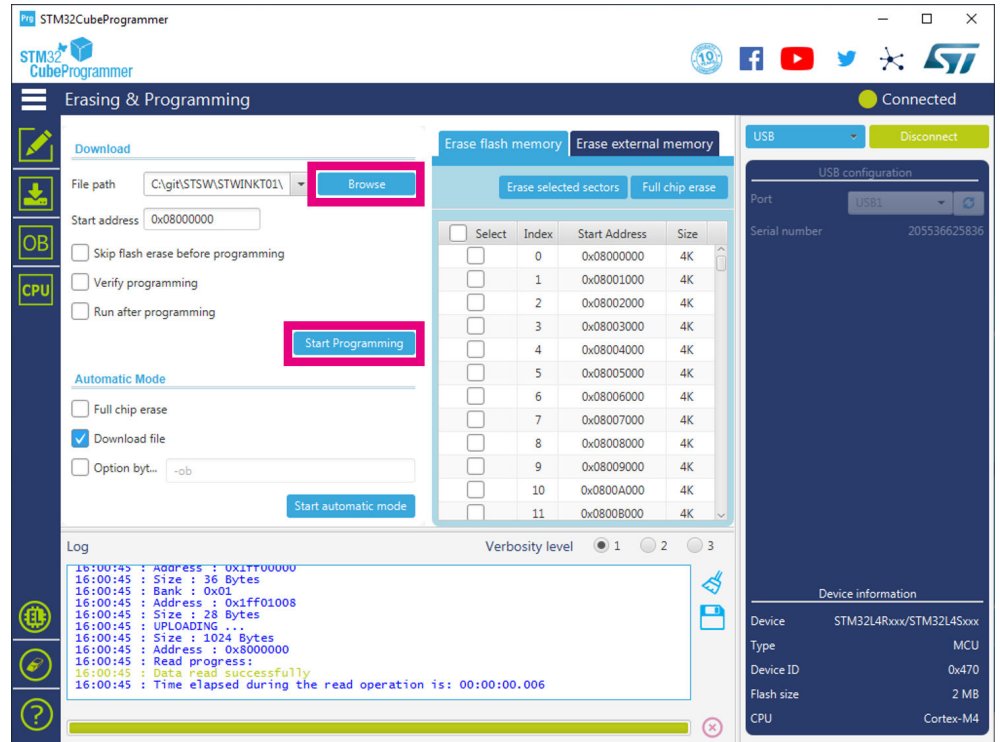 Prg STM32CubeProgrammer
STM32
CubeProgrammer
10
ST
Erasing & Programming
Connected
Download
File path C:\git\STSW\STWINKT01\ Browse
Start address 0x08000000
Skip flash erase before programming
Verify programming
Run after programming
Start Programming
Automatic Mode
Full chip erase
Download file
Option byt... -ob
Start automatic mode
OB
CPU
Erase flash memory Erase external memory
Erase selected sectors Full chip erase
Select Index Start Address Size
0 0x08000000 4K
1 0x08001000 4K
2 0x08002000 4K
3 0x08003000 4K
4 0x08004000 4K
5 0x08005000 4K
6 0x08006000 4K
7 0x08007000 4K
8 0x08008000 4K
9 0x08009000 4K
10 0x0800A000 4K
11 0x0800B000 4K
USB Disconnect
USB configuration
Port USB1
Serial number 205536625836
Log Verbosity level 1 2 3
16:00:45 : Address : 0x1ff00000
16:00:45 : Size : 36 Bytes
16:00:45 : Bank : 0x01
16:00:45 : Address : 0x1ff01008
16:00:45 : Size : 28 Bytes
16:00:45 : UPLOADING ...
16:00:45 : Size : 1024 Bytes
16:00:45 : Address : 0x8000000
16:00:45 : Read progress:
16:00:45 : Data read successfully
16:00:45 : Time elapsed during the read operation is: 00:00:00.006
Device information
Device STM32L4Rxxx/STM32L4Sxxx
Type MCU
Device ID 0x470
Flash size 2 MB
CPU Cortex-M4